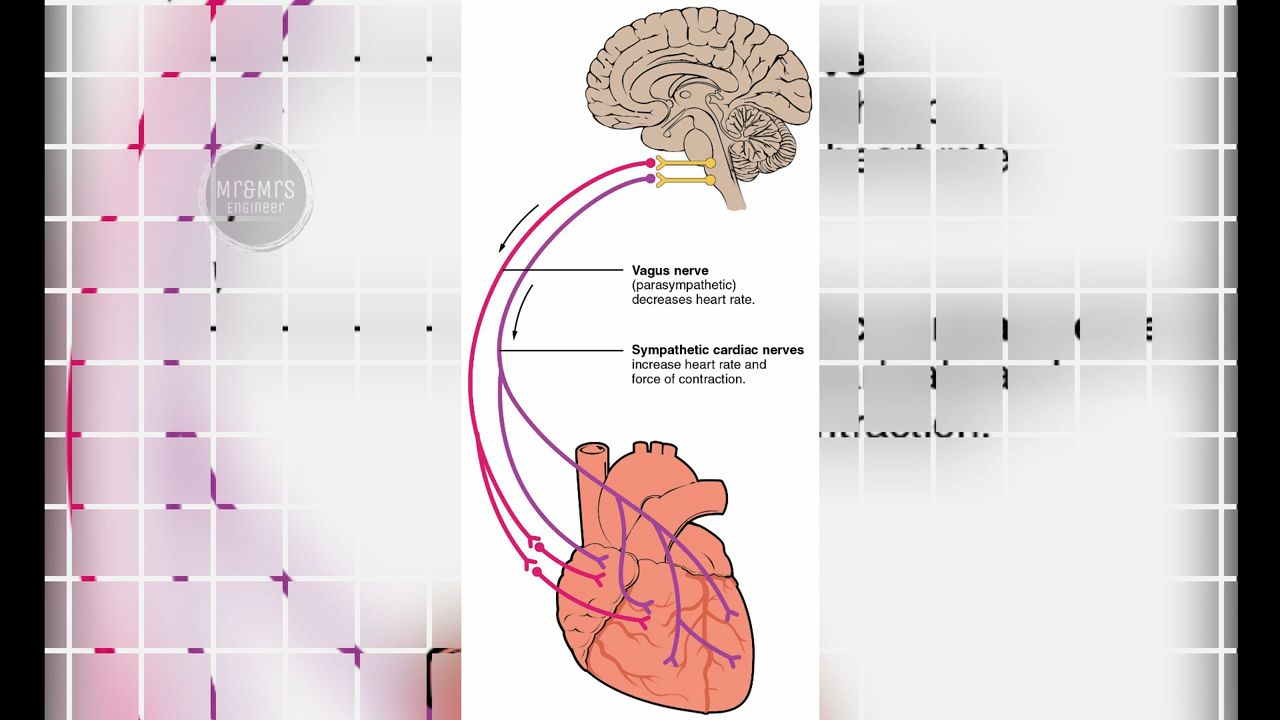 Mr&Mrs
Engineer
Vagus nerve
(parasympathetic)
decreases heart rate.
Sympathetic cardiac nerves
increase heart rate and
force of contraction.